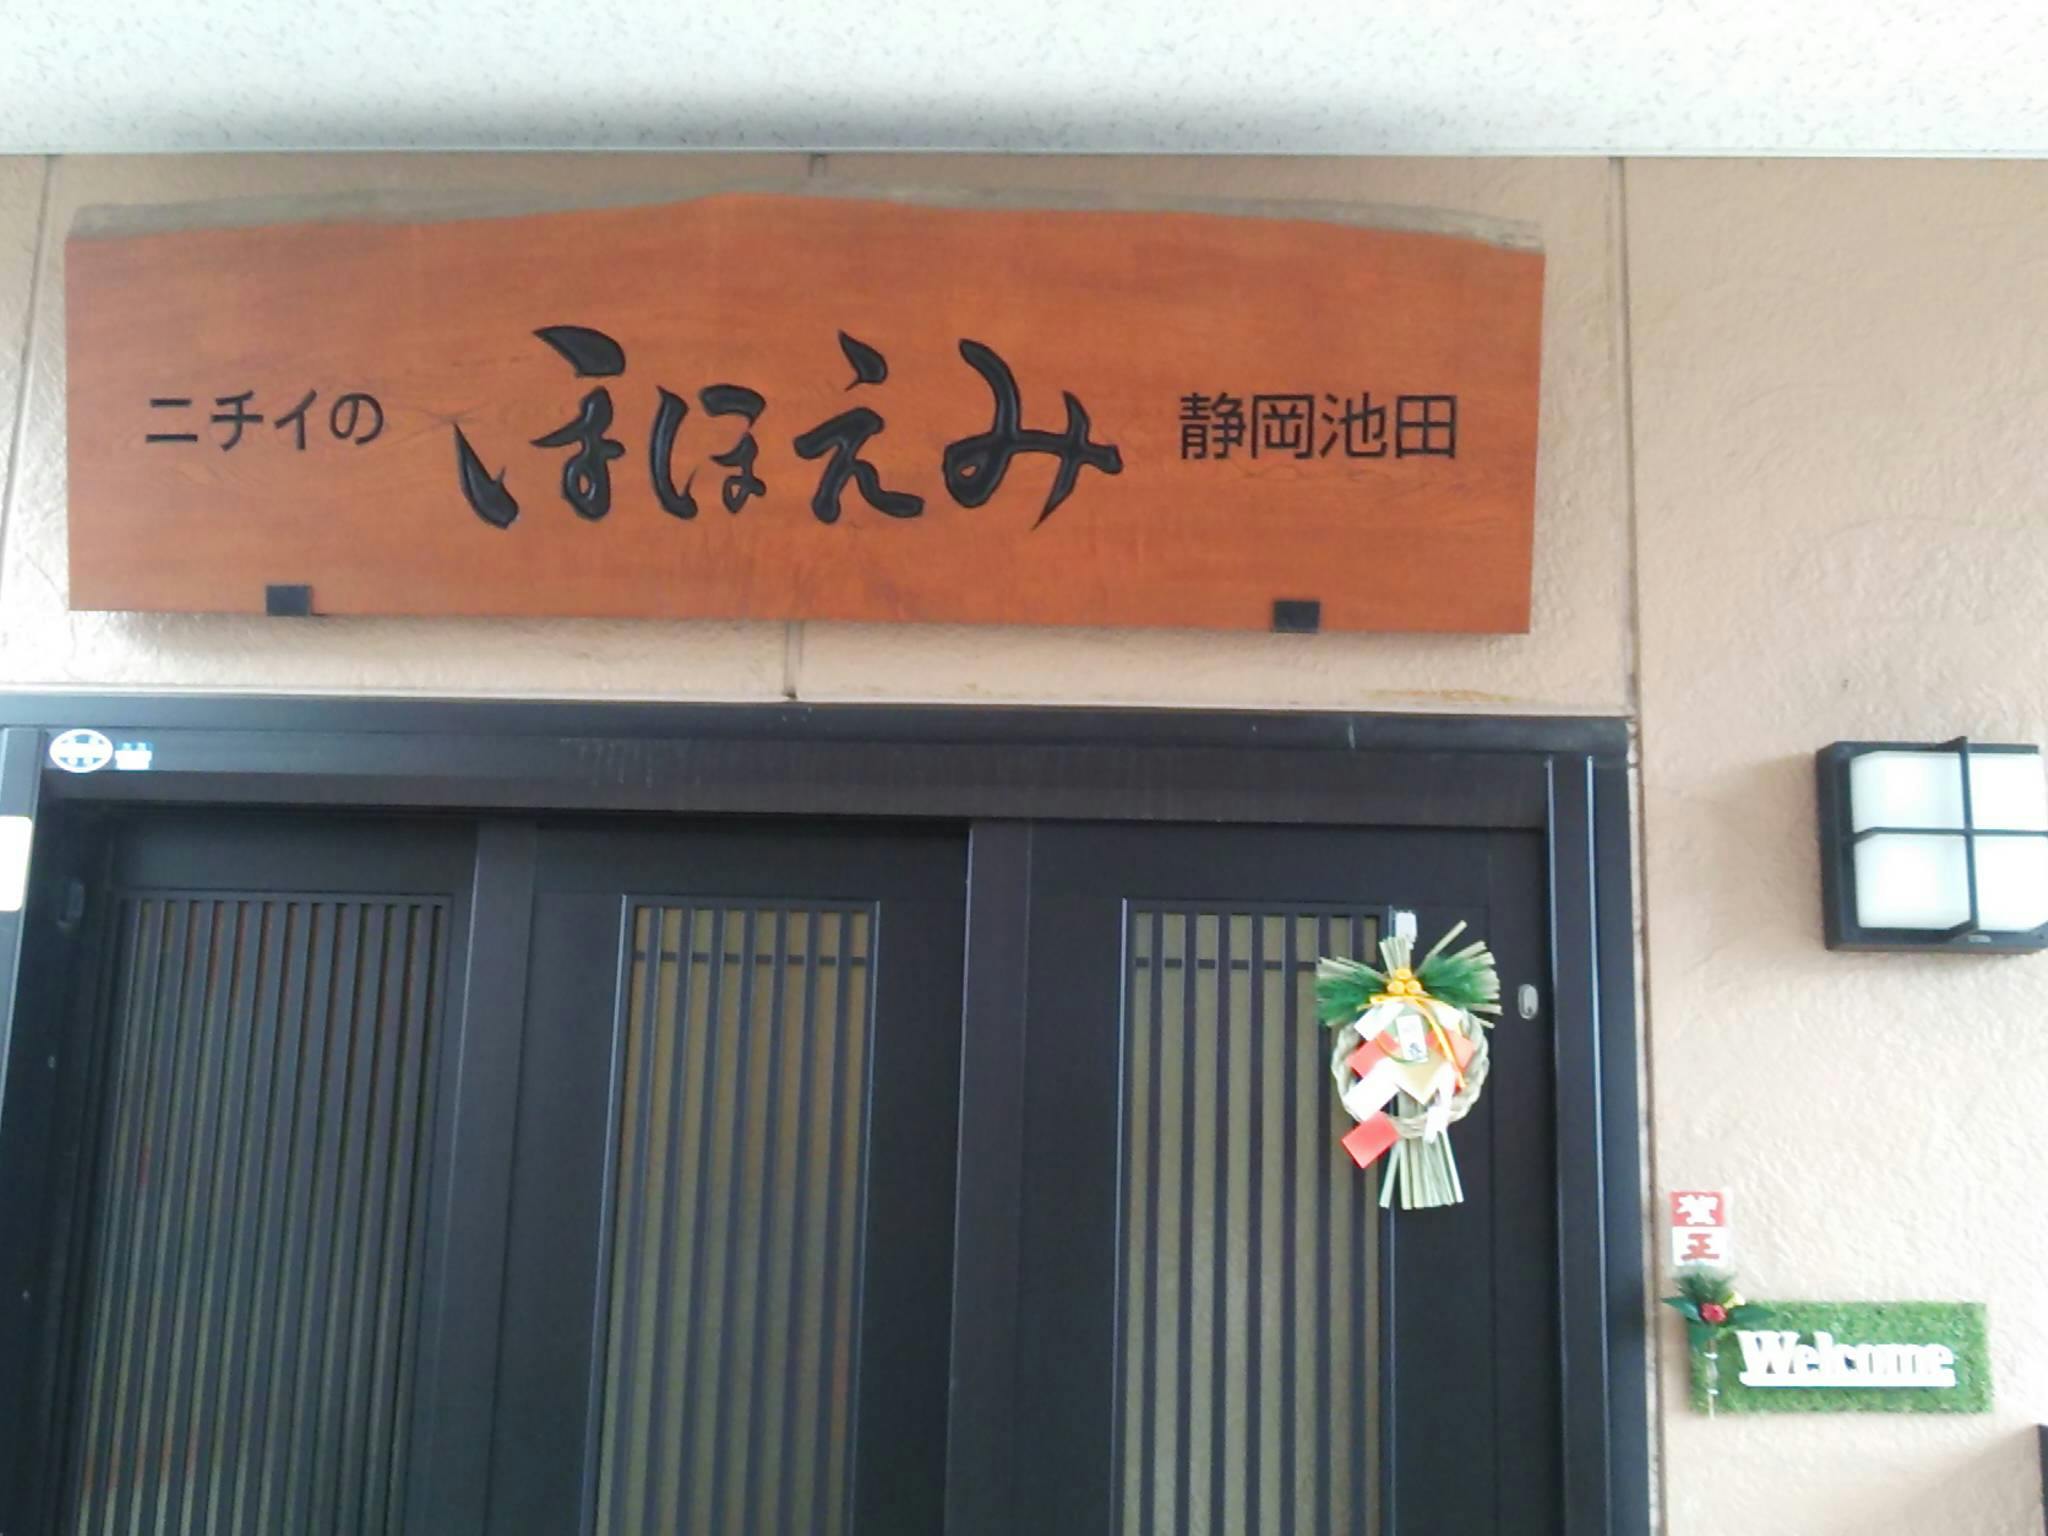 ニチイの ほほえみ 静岡池田
賀
正
Welcome